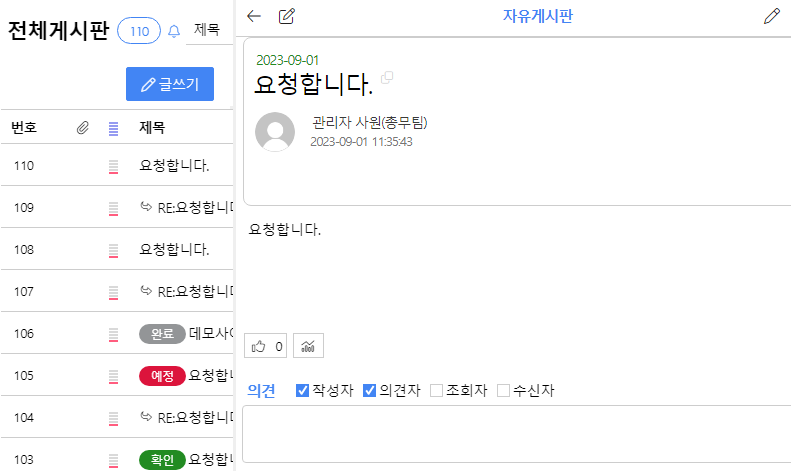 전체게시판 110 제목
글쓰기
번호 제목
110 요청합니다.
109 RE:요청합니다
108 요청합니다.
107 RE:요청합니다
106 완료 데모사이
105 예정 요청합니
104 RE:요청합니다
103 확인 요청합니
자유게시판
2023-09-01
요청합니다.
관리자 사원(총무팀)
2023-09-01 11:35:43
요청합니다.
0
의견 작성자 의견자 조회자 수신자